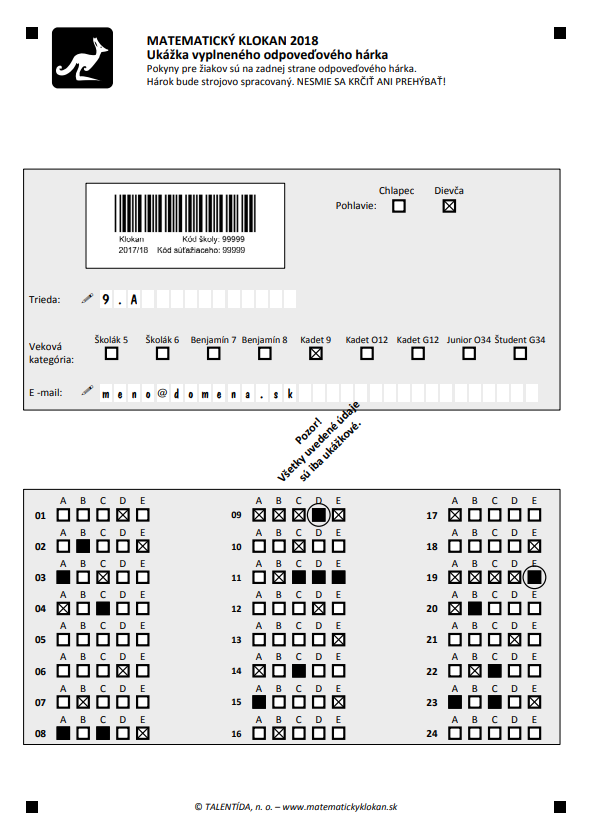 MATEMATICKÝ KLOKAN 2018
Ukážka vyplneného odpoveďového hárka
Pokyny pre žiakov sú na zadnej strane odpoveďového hárka.
Hárok bude strojovo spracovaný. NESMIE SA KRČIŤ ANI PREHÝBAŤ!
Chlapec Dievča
Pohlavie:
Klokan Kód školy: 99999
2017/18 Kód súťažiaceho: 99999
Trieda: 9.A
Školák 5 Školák 6 Benjamín 7 Benjamín 8 Kadet 9 Kadet O12 Kadet G12 Junior O34 Študent G34
Veková
kategória:
E -mail: meno@domena.sk
Pozor!
Všetky uvedené údaje
sú iba ukážkové.
A B C D E A B C D E A B C D E
01 09 17
A B C D E A B C D E A B C D E
02 10 18
A B C D E A B C D E A B C D E
03 11 19
A B C D E A B C D E A B C D E
04 12 20
A B C D E A B C D E A B C D E
05 13 21
A B C D E A B C D E A B C D E
06 14 22
A B C D E A B C D E A B C D E
07 15 23
A B C D E A B C D E A B C D E
08 16 24
© TALENTÍDA, n. o. – www.matematickyklokan.sk